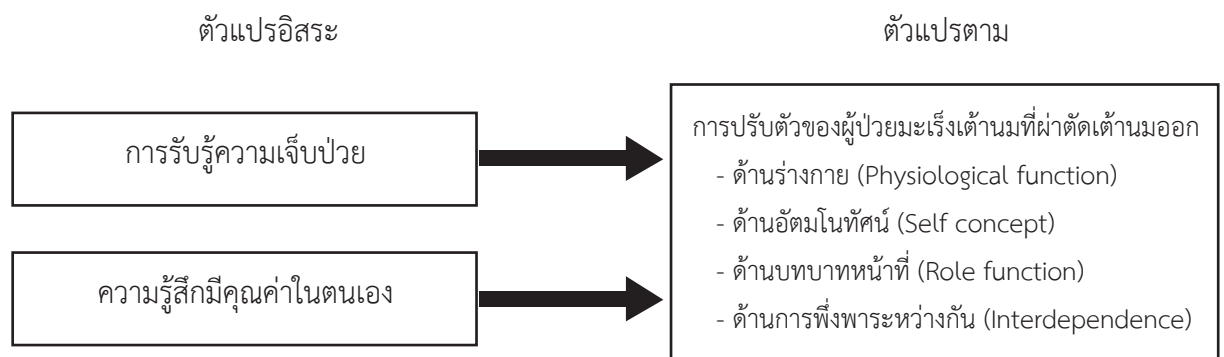 ตัวแปรอิสระ
ตัวแปรตาม
การรับรู้ความเจ็บป่วย
ความรู้สึกมีคุณค่าในตนเอง
การปรับตัวของผู้ป่วยมะเร็งเต้านมที่ผ่าตัดเต้านมออก
- ด้านร่างกาย (Physiological function)
- ด้านอัตมโนทัศน์ (Self concept)
- ด้านบทบาทหน้าที่ (Role function)
- ด้านการพึ่งพาระหว่างกัน (Interdependence)